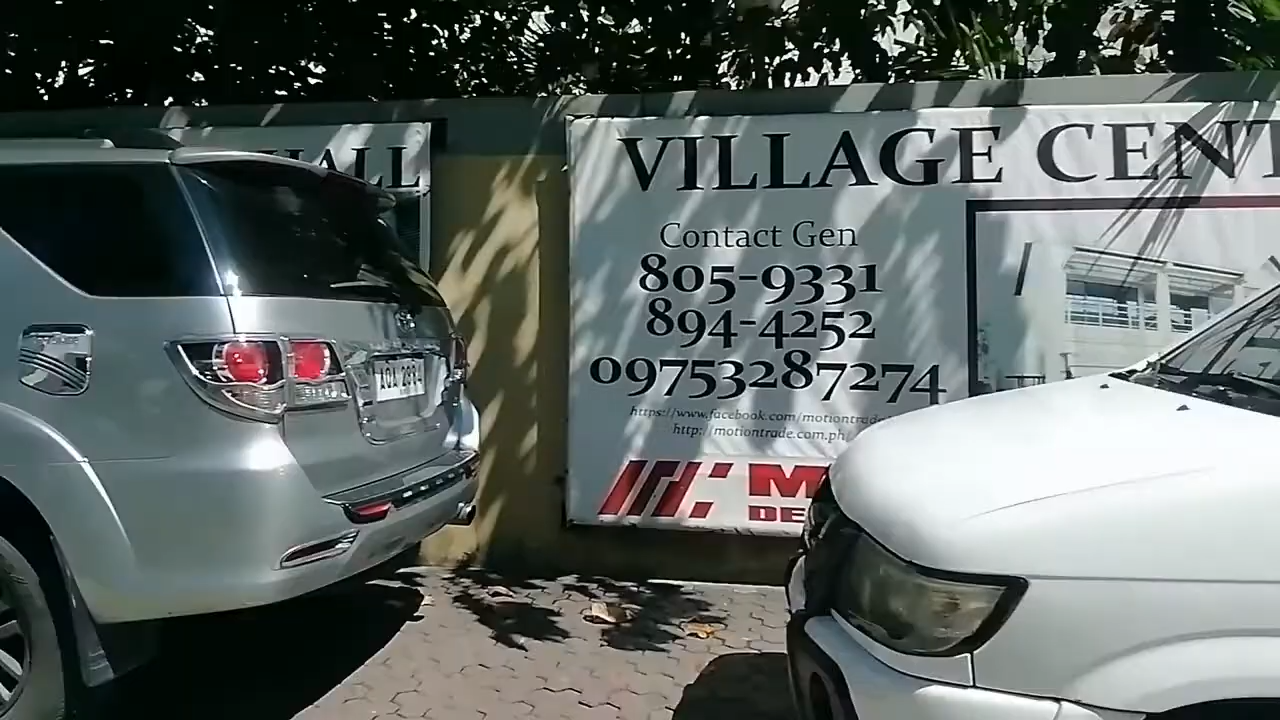 HALL
VILLAGE CENT
Contact Gen
805-9331
894-4252
09753287274
https://www.facebook.com/motiontrade
http://motiontrade.com.ph/
M
DE